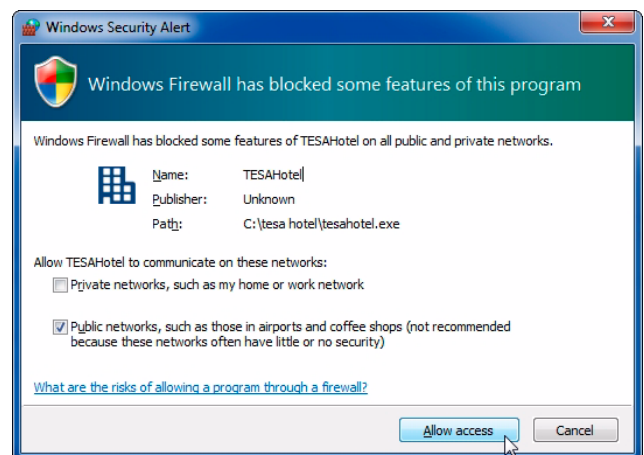 Windows Security Alert
Windows Firewall has blocked some features of this program
Windows Firewall has blocked some features of TESAHotel on all public and private networks.
Name: TESAHotel
Publisher: Unknown
Path: C:\tesa hotel\tesahotel.exe
Allow TESAHotel to communicate on these networks:
Private networks, such as my home or work network
Public networks, such as those in airports and coffee shops (not recommended
because these networks often have little or no security)
What are the risks of allowing a program through a firewall?
Allow access Cancel